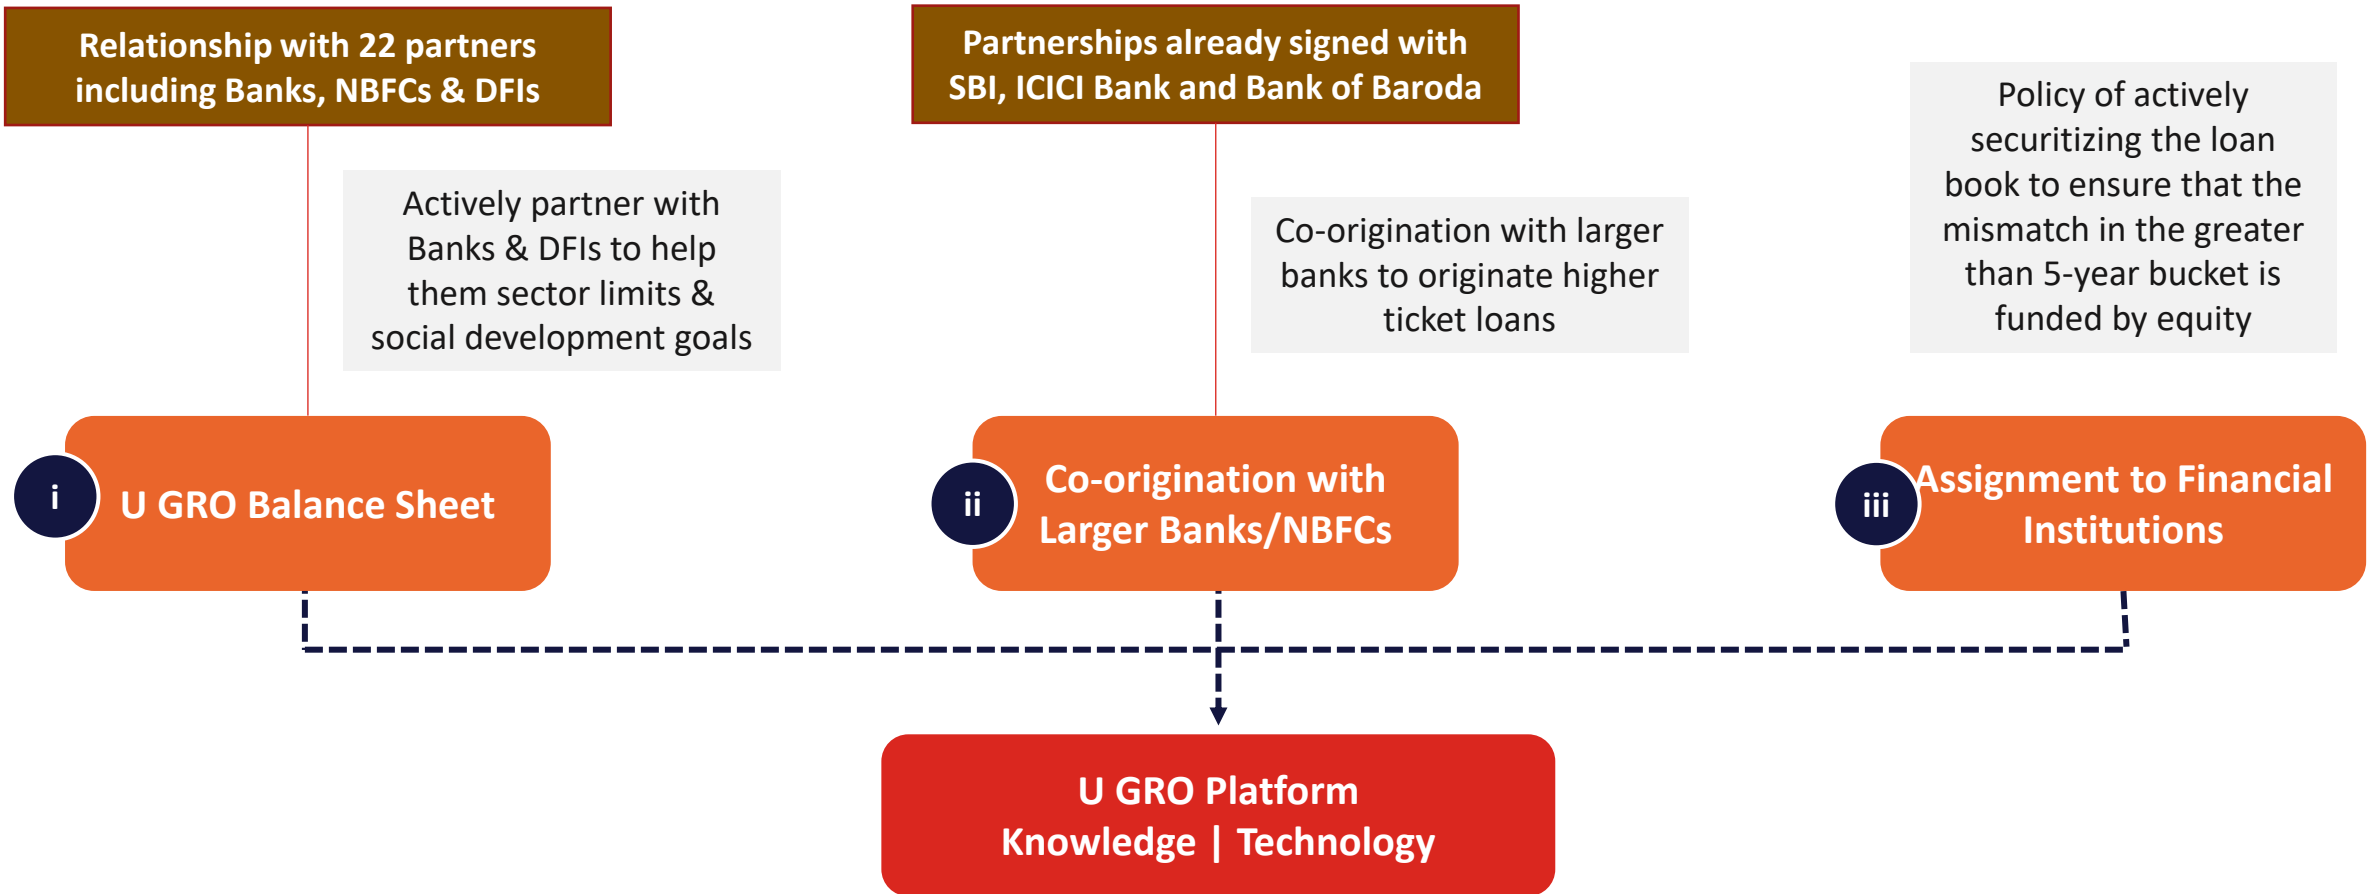 Relationship with 22 partners
including Banks, NBFCs & DFIs
Actively partner with
Banks & DFIs to help
them sector limits &
social development goals
i
U GRO Balance Sheet
Partnerships already signed with
SBI, ICICI Bank and Bank of Baroda
Co-origination with larger
banks to originate higher
ticket loans
ii
Co-origination with
Larger Banks/NBFCs
Policy of actively
securitizing the loan
book to ensure that the
mismatch in the greater
than 5-year bucket is
funded by equity
iii
Assignment to Financial
Institutions
U GRO Platform
Knowledge | Technology